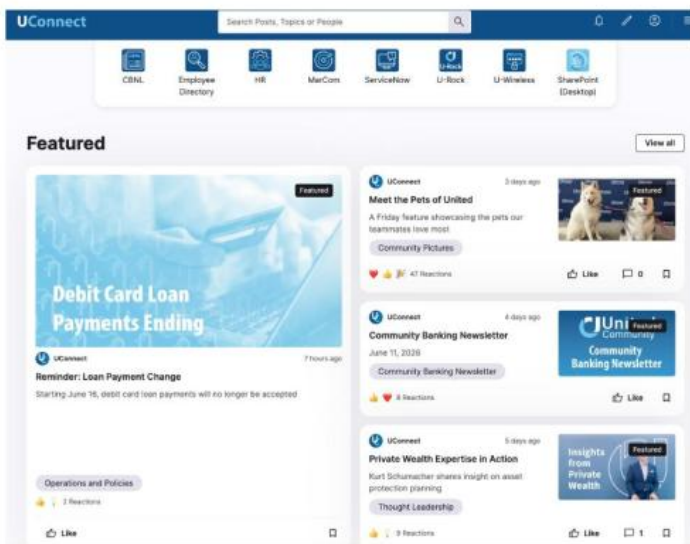 UConnect
Search Posts, Topics or People
CBNL
Employee
Directory
HR
MarCom
ServiceNow
U-Rock
U-Rock
U-Wireless
SharePoint
(Desktop)
Featured
View all
Featured
Debit Card Loan
Payments Ending
UConnect
7 hours ago
Reminder: Loan Payment Change
Starting June 16, debit card loan payments will no longer be accepted
Operations and Policies
2 Reactions
Like
UConnect
3 days ago
Meet the Pets of United
A Friday feature showcasing the pets our
teammates love most
Community Pictures
47 Reactions
Like
0
Featured
UConnect
4 days ago
Community Banking Newsletter
June 11, 2026
Community Banking Newsletter
8 Reactions
Like
Featured
Community
Community
Banking Newsletter
UConnect
5 days ago
Private Wealth Expertise in Action
Kurt Schumacher shares insight on asset
protection planning
Thought Leadership
9 Reactions
Like
1
Featured
Insights
from
Private
Wealth